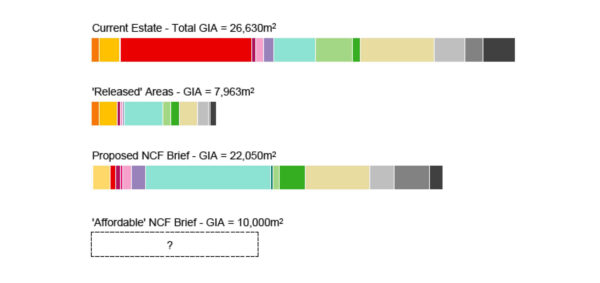 Current Estate - Total GIA = 26,630m²
'Released' Areas - GIA = 7,963m²
Proposed NCF Brief - GIA = 22,050m²
'Affordable' NCF Brief - GIA = 10,000m²
?